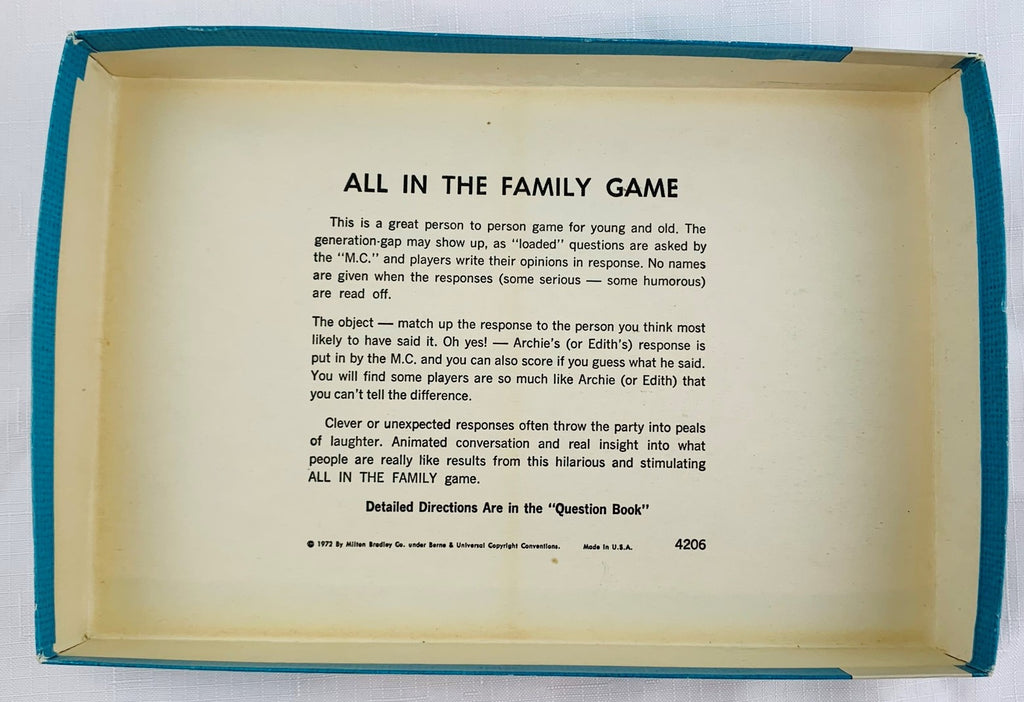 ALL IN THE FAMILY GAME
This is a great person to person game for young and old. The
generation-gap may show up, as "loaded" questions are asked by
the "M.C." and players write their opinions in response. No names
are given when the responses (some serious — some humorous)
are read off.
The object — match up the response to the person you think most
likely to have said it. Oh yes! — Archie's (or Edith's) response is
put in by the M.C. and you can also score if you guess what he said.
You will find some players are so much like Archie (or Edith) that
you can't tell the difference.
Clever or unexpected responses often throw the party into peals
of laughter. Animated conversation and real insight into what
people are really like results from this hilarious and stimulating
ALL IN THE FAMILY game.
Detailed Directions Are in the "Question Book"
© 1972 By Milton Bradley Co. under Berne & Universal Copyright Conventions. Made in U.S.A. 4206